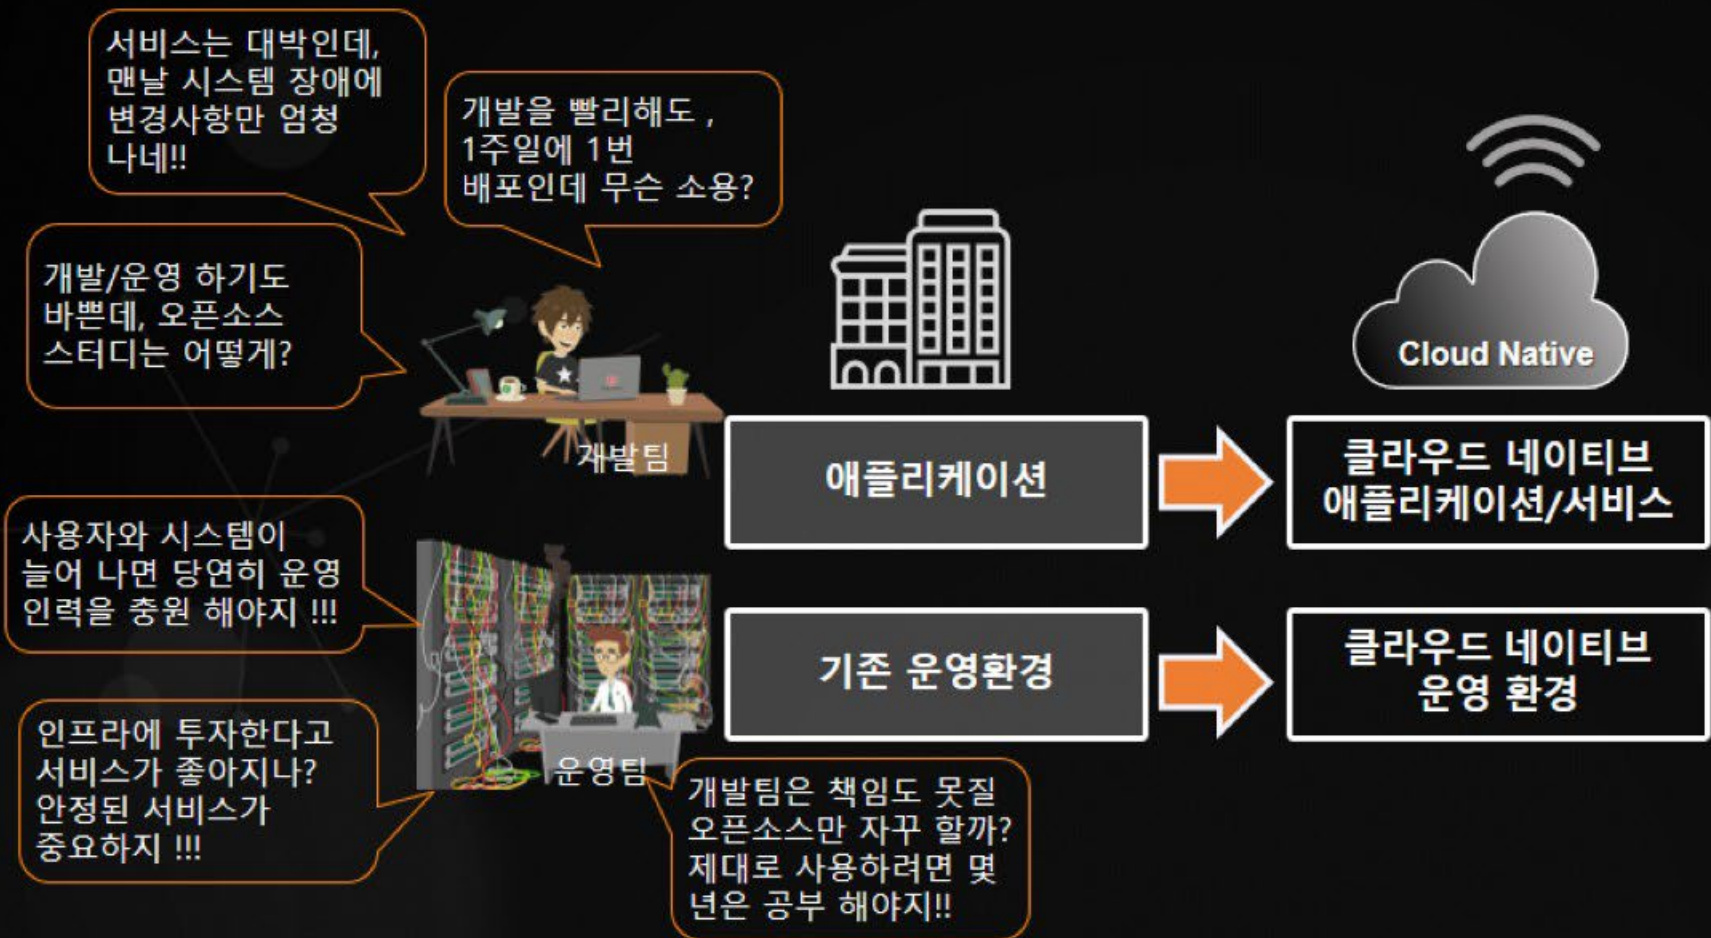 서비스는 대박인데,
맨날 시스템 장애에
변경사항만 엄청
나네!!
개발을 빨리해도 ,
1주일에 1번
배포인데 무슨 소용?
개발/운영 하기도
바쁜데, 오픈소스
스터디는 어떻게?
개발팀
Cloud Native
애플리케이션
클라우드 네이티브
애플리케이션/서비스
사용자와 시스템이
늘어 나면 당연히 운영
인력을 충원 해야지 !!!
기존 운영환경
클라우드 네이티브
운영 환경
인프라에 투자한다고
서비스가 좋아지나?
안정된 서비스가
중요하지 !!!
운영팀
개발팀은 책임도 못질
오픈소스만 자꾸 할까?
제대로 사용하려면 몇
년은 공부 해야지!!